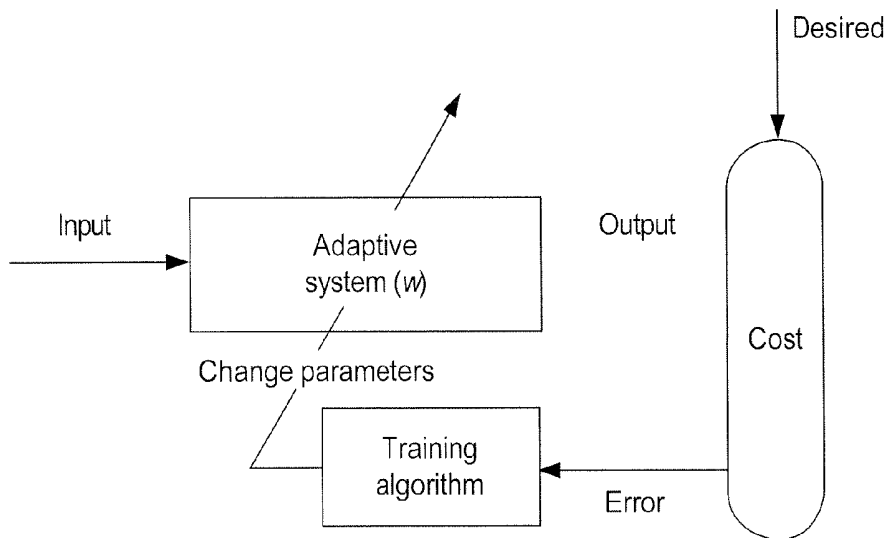 Desired
Input
Output
Adaptive
system (w)
Cost
Change parameters
Training
algorithm
Error